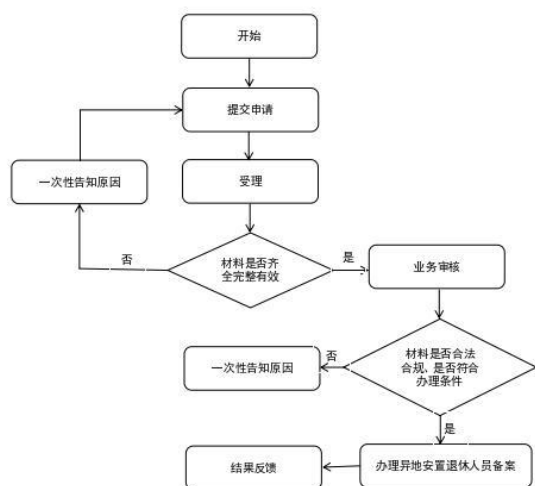 开始
提交申请
一次性告知原因
受理
否
材料是否齐
全完整有效
是
业务审核
一次性告知原因
否
材料是否合法
合规、是否符合
办理条件
是
结果反馈
办理异地安置退休人员备案